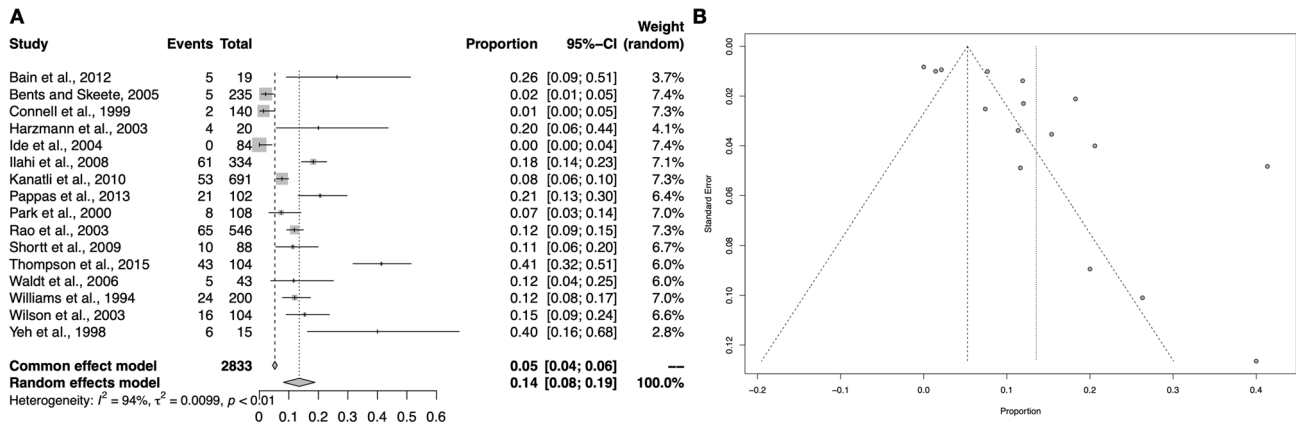 A
Study Events Total Proportion 95%–CI Weight (random)
Bain et al., 2012 5 19 0.26 [0.09; 0.51] 3.7%
Bents and Skeete, 2005 5 235 0.02 [0.01; 0.05] 7.4%
Connell et al., 1999 2 140 0.01 [0.00; 0.05] 7.3%
Harzmann et al., 2003 4 20 0.20 [0.06; 0.44] 4.1%
Ide et al., 2004 0 84 0.00 [0.00; 0.04] 7.4%
Ilahi et al., 2008 61 334 0.18 [0.14; 0.23] 7.1%
Kanatli et al., 2010 53 691 0.08 [0.06; 0.10] 7.3%
Pappas et al., 2013 21 102 0.21 [0.13; 0.30] 6.4%
Park et al., 2000 8 108 0.07 [0.03; 0.14] 7.0%
Rao et al., 2003 65 546 0.12 [0.09; 0.15] 7.3%
Shortt et al., 2009 10 88 0.11 [0.06; 0.20] 6.7%
Thompson et al., 2015 43 104 0.41 [0.32; 0.51] 6.0%
Waldt et al., 2006 5 43 0.12 [0.04; 0.25] 6.0%
Williams et al., 1994 24 200 0.12 [0.08; 0.17] 7.0%
Wilson et al., 2003 16 104 0.15 [0.09; 0.24] 6.6%
Yeh et al., 1998 6 15 0.40 [0.16; 0.68] 2.8%
Common effect model 2833 0.05 [0.04; 0.06] ––
Random effects model 0.14 [0.08; 0.19] 100.0%
Heterogeneity: I² = 94%, τ² = 0.0099, p < 0.01
0 0.1 0.2 0.3 0.4 0.5 0.6
B
Standard Error
0.00
0.02
0.04
0.06
0.08
0.10
0.12
−0.2 −0.1 0.0 0.1 0.2 0.3 0.4
Proportion